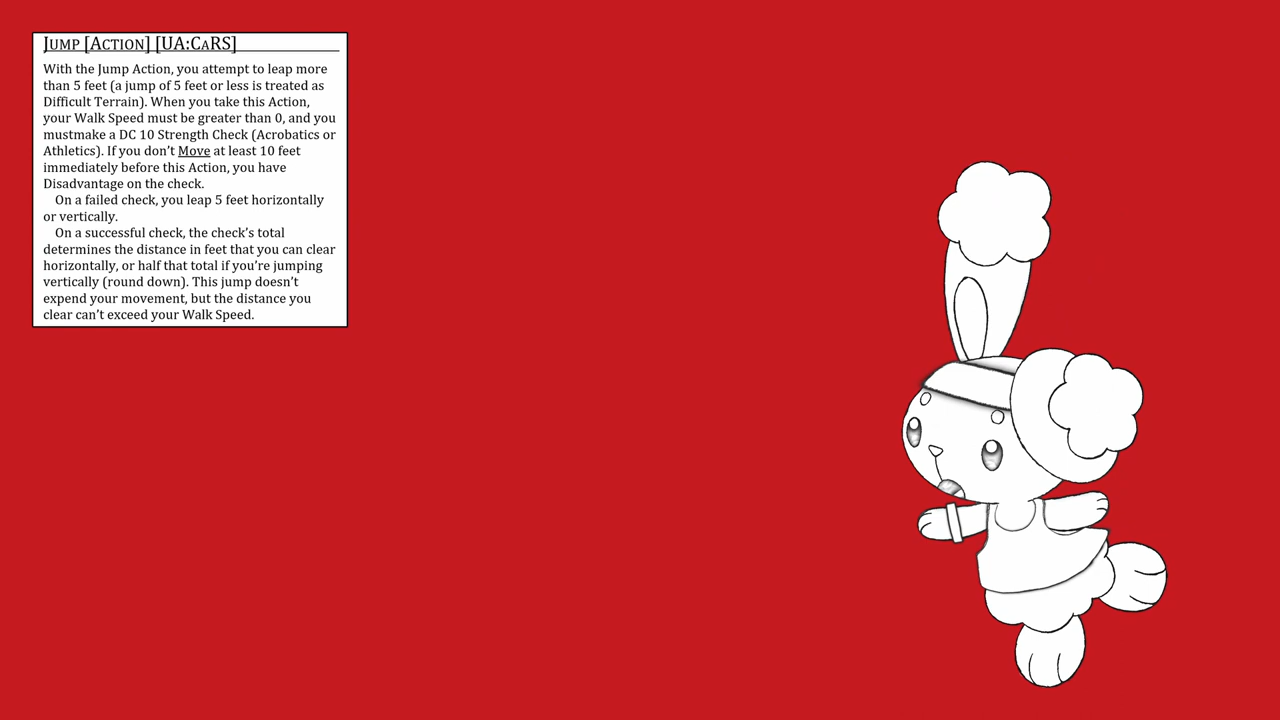 JUMP [ACTION] [UA:CARS]
With the Jump Action, you attempt to leap more
than 5 feet (a jump of 5 feet or less is treated as
Difficult Terrain). When you take this Action,
your Walk Speed must be greater than 0, and you
mustmake a DC 10 Strength Check (Acrobatics or
Athletics). If you don't Move at least 10 feet
immediately before this Action, you have
Disadvantage on the check.
On a failed check, you leap 5 feet horizontally
or vertically.
On a successful check, the check's total
determines the distance in feet that you can clear
horizontally, or half that total if you're jumping
vertically (round down). This jump doesn't
expend your movement, but the distance you
clear can't exceed your Walk Speed.